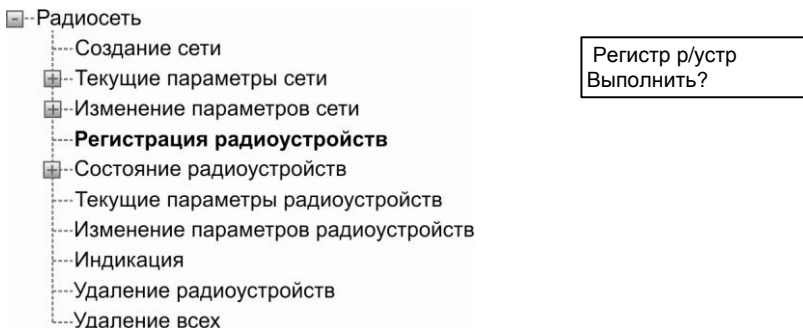 Радиосеть
Создание сети
Текущие параметры сети
Изменение параметров сети
Регистрация радиоустройств
Состояние радиоустройств
Текущие параметры радиоустройств
Изменение параметров радиоустройств
Индикация
Удаление радиоустройств
Удаление всех
Регистр р/устр
Выполнить?